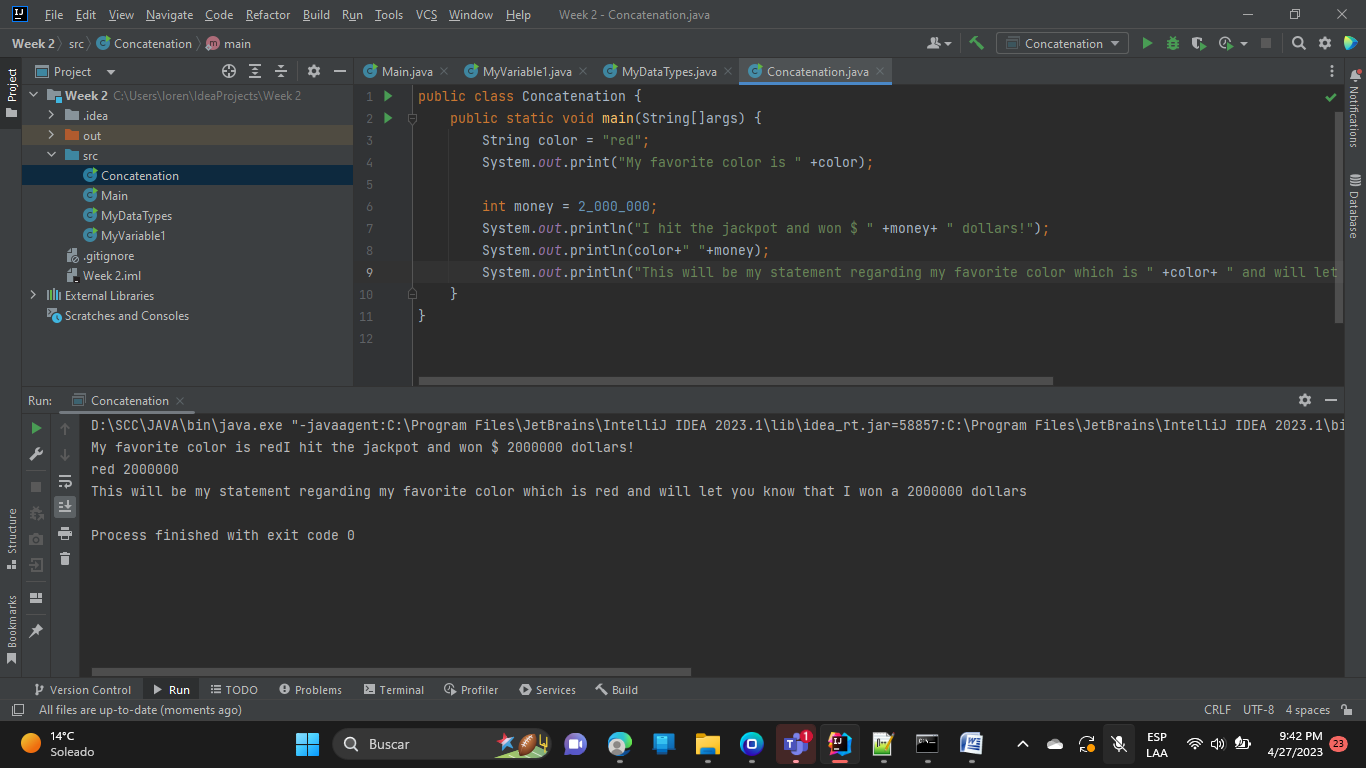 File Edit View Navigate Code Refactor Build Run Tools VCS Window Help Week 2 - Concatenation.java
Week 2 src Concatenation main Concatenation
Project
Project
Week 2 C:\Users\loren\IdeaProjects\Week 2
.idea
out
src
Concatenation
Main
MyDataTypes
MyVariable1
.gitignore
Week 2.iml
External Libraries
Scratches and Consoles
Main.java MyVariable1.java MyDataTypes.java Concatenation.java
1 public class Concatenation {
2 public static void main(String[]args) {
3 String color = "red";
4 System.out.print("My favorite color is " +color);
5
6 int money = 2_000_000;
7 System.out.println("I hit the jackpot and won $ " +money+ " dollars!");
8 System.out.println(color+" "+money);
9 System.out.println("This will be my statement regarding my favorite color which is " +color+ " and will let
10 }
11 }
12
Notifications
Database
Run: Concatenation
D:\SCC\JAVA\bin\java.exe "-javaagent:C:\Program Files\JetBrains\IntelliJ IDEA 2023.1\lib\idea_rt.jar=58857:C:\Program Files\JetBrains\IntelliJ IDEA 2023.1\bi
My favorite color is redI hit the jackpot and won $ 2000000 dollars!
red 2000000
This will be my statement regarding my favorite color which is red and will let you know that I won a 2000000 dollars
Process finished with exit code 0
Structure
Bookmarks
Version Control Run TODO Problems Terminal Profiler Services Build
All files are up-to-date (moments ago) CRLF UTF-8 4 spaces
14°C
Soleado
Buscar
1
ESP
LAA
9:42 PM
4/27/2023
23